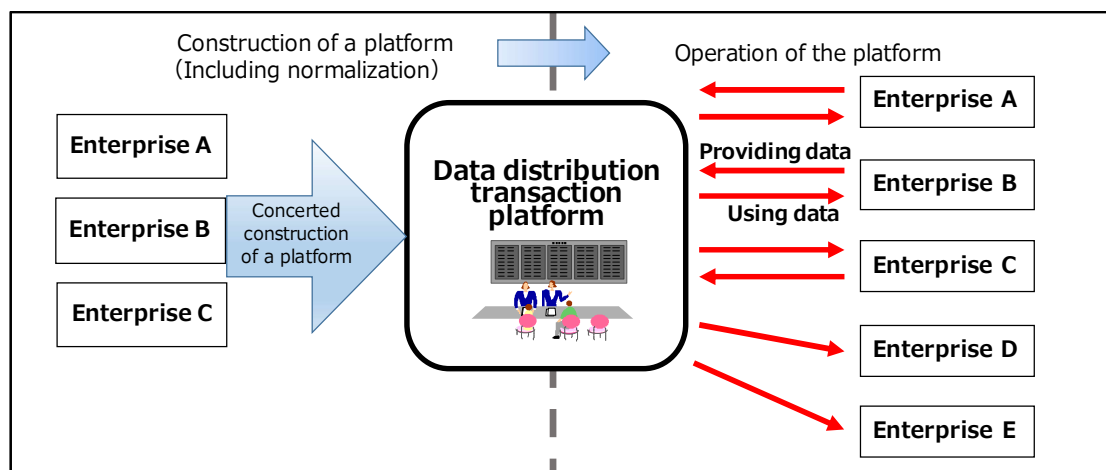 Construction of a platform
（Including normalization）
Operation of the platform
Enterprise A
Enterprise B
Enterprise C
Concerted
construction
of a platform
Data distribution
transaction
platform
Providing data
Using data
Enterprise A
Enterprise B
Enterprise C
Enterprise D
Enterprise E